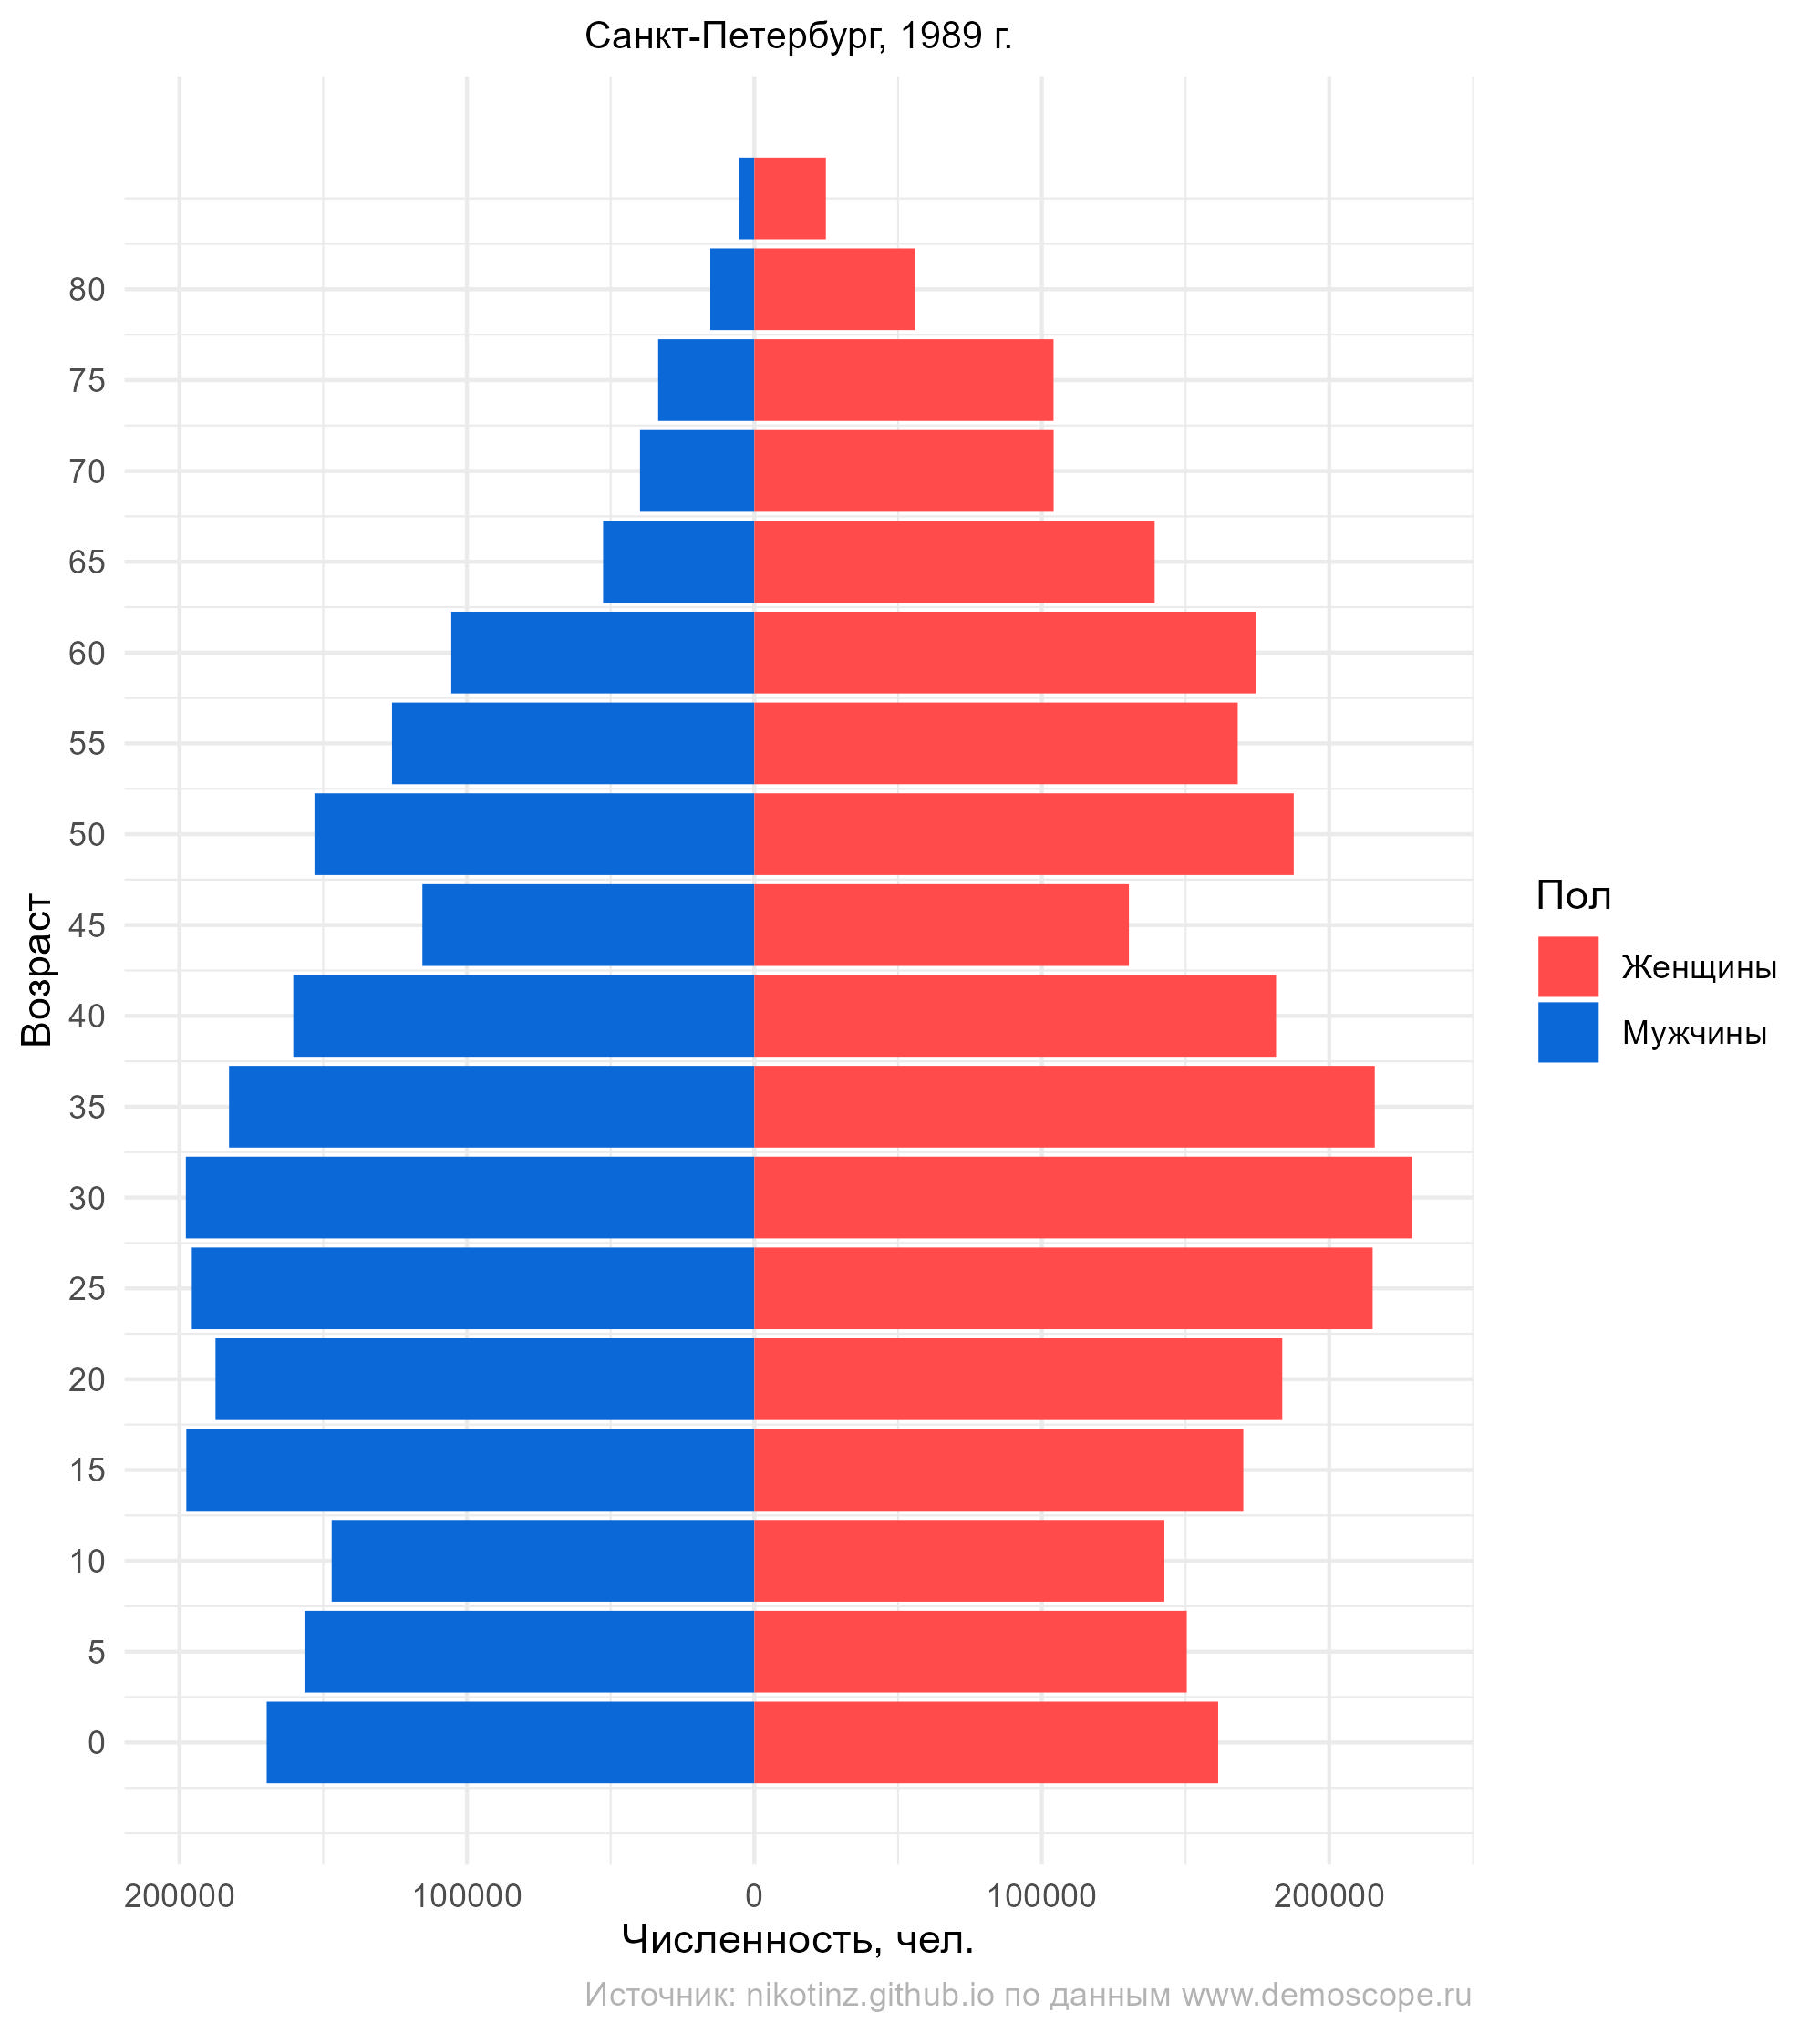 Санкт-Петербург, 1989 г.
80
75
70
65
60
55
50
45
40
35
30
25
20
15
10
5
0
Возраст
200000 100000 0 100000 200000
Численность, чел.
Пол
Женщины
Мужчины
Источник: nikotinz.github.io по данным www.demoscope.ru